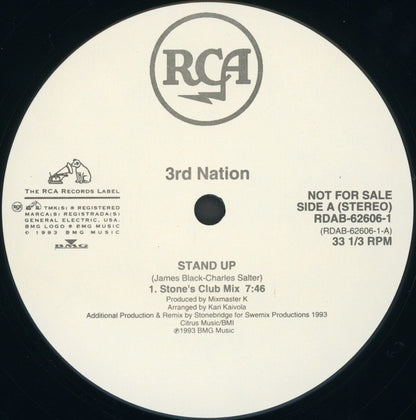 RCA
3rd Nation
THE RCA RECORDS LABEL
RCA TMK(S) ® REGISTERED
MARCA(S) REGISTRADA(S)
GENERAL ELECTRIC, USA.
BMG LOGO ® BMG MUSIC
© 1993 BMG MUSIC
BMG
NOT FOR SALE
SIDE A (STEREO)
RDAB-62606-1
(RDAB-62606-1-A)
33 1/3 RPM
STAND UP
(James Black-Charles Salter)
1. Stone's Club Mix 7:46
Produced by Mixmaster K
Arranged by Kari Kaivola
Additional Production & Remix by Stonebridge for Swemix Productions 1993
Citrus Music/BMI
℗1993 BMG Music